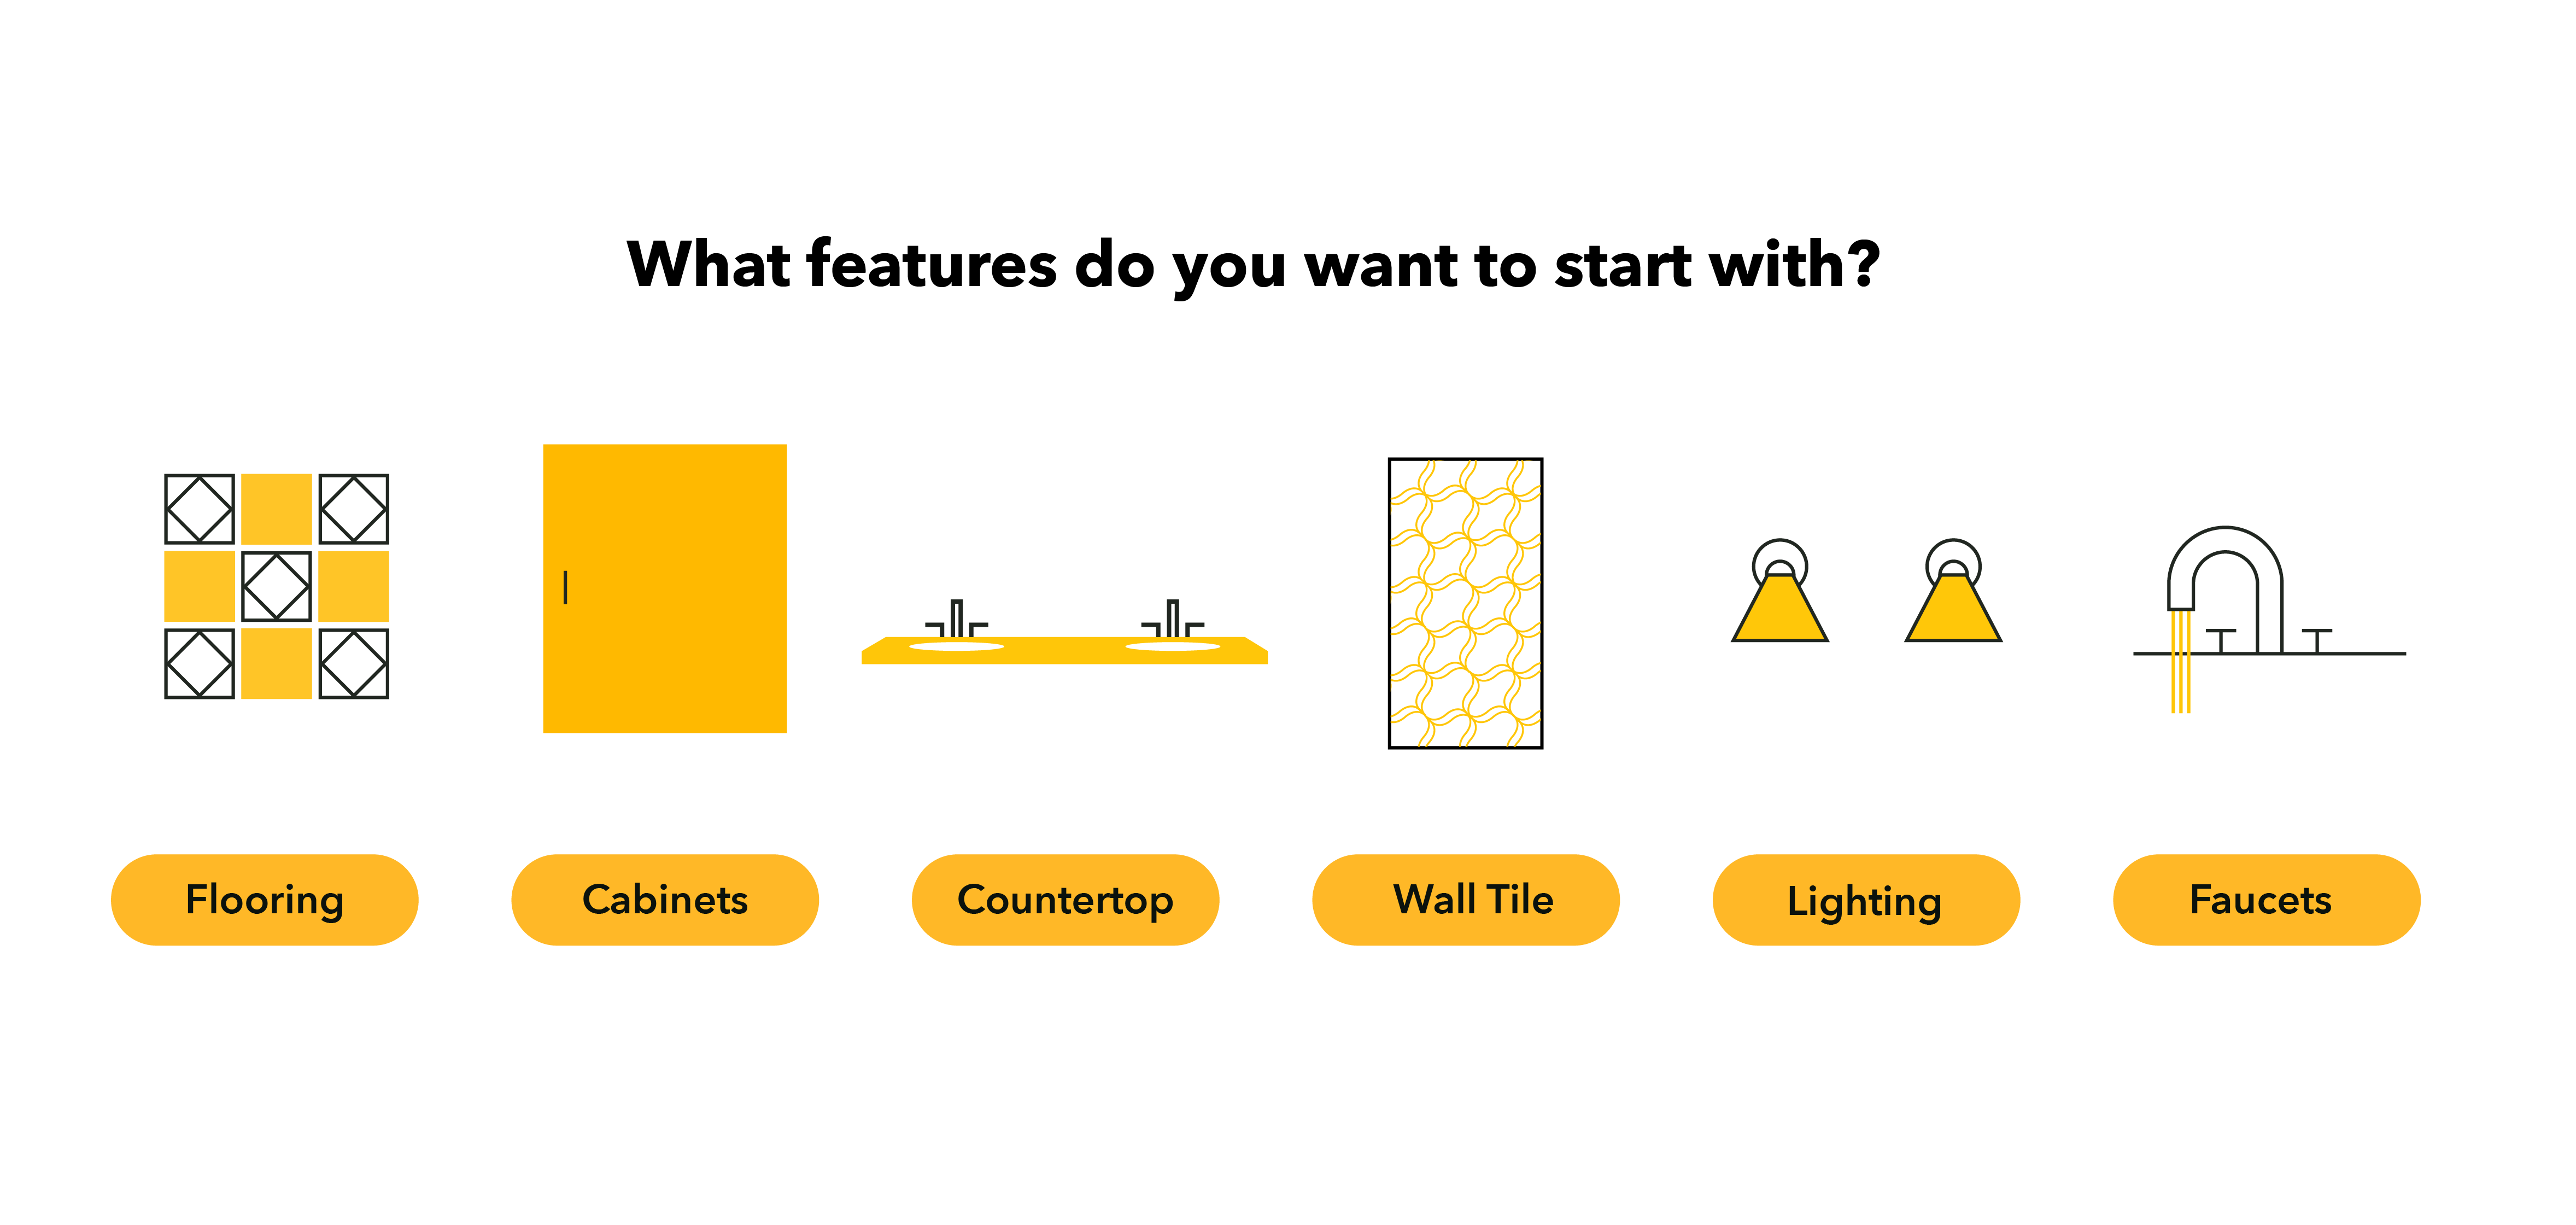 What features do you want to start with?
Flooring
Cabinets
Countertop
Wall Tile
Lighting
Faucets